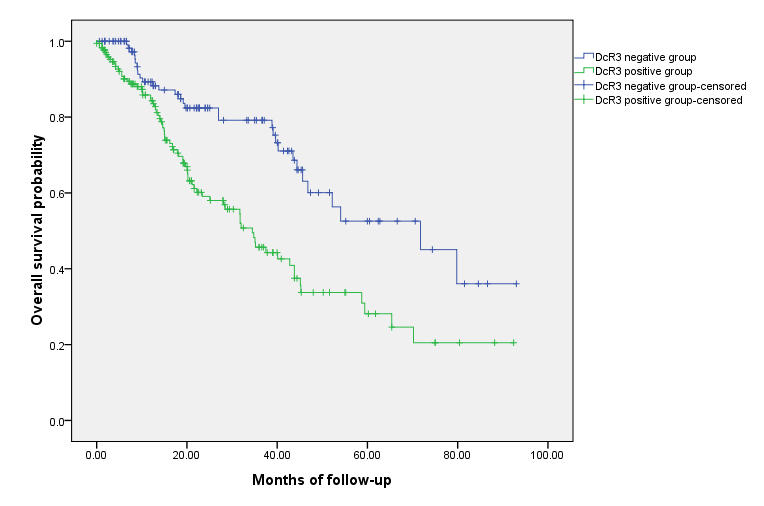 1.0
0.8
0.6
0.4
0.2
0.0
Overall survival probability
0.00 20.00 40.00 60.00 80.00 100.00
Months of follow-up
DcR3 negative group
DcR3 positive group
DcR3 negative group-censored
DcR3 positive group-censored